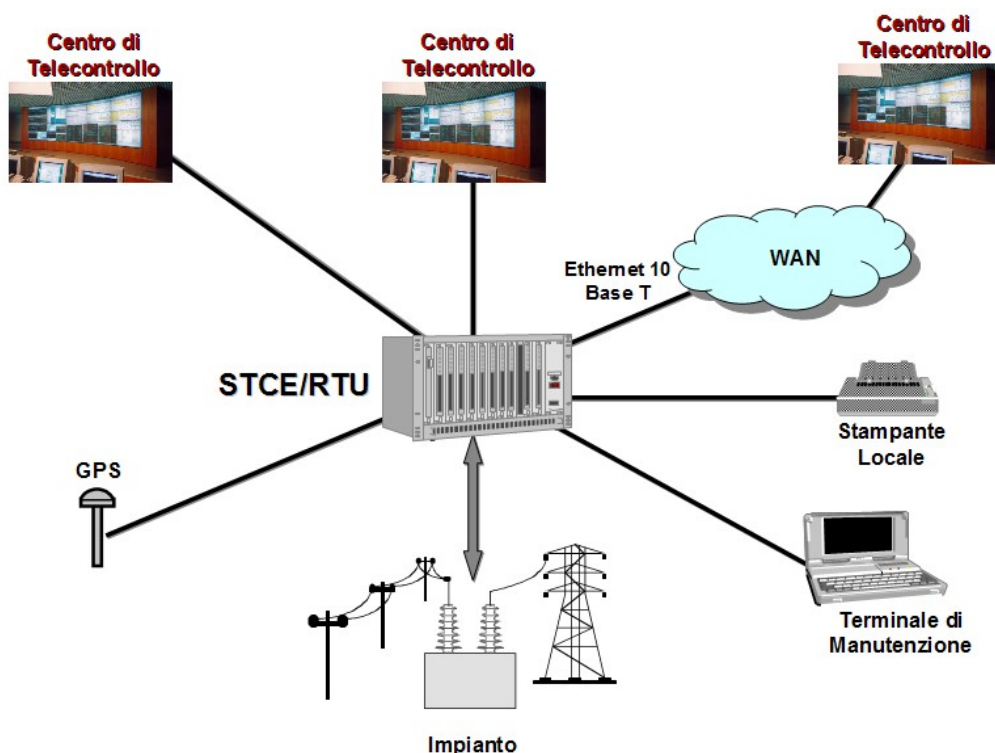 Centro di
Telecontrollo
Centro di
Telecontrollo
Centro di
Telecontrollo
WAN
Ethernet 10
Base T
STCE/RTU
Stampante
Locale
GPS
Terminale di
Manutenzione
Impianto